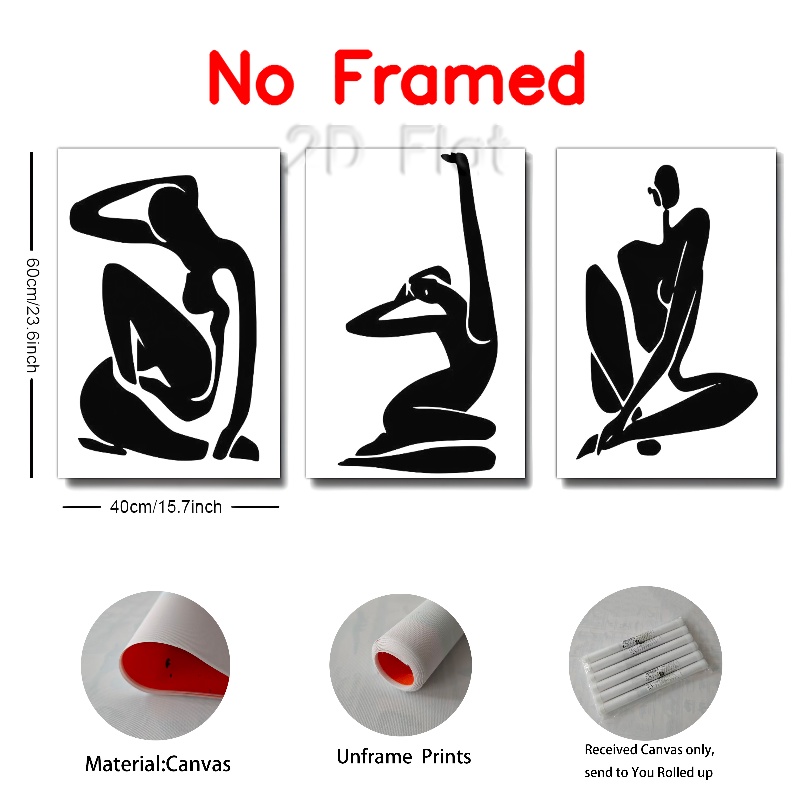 No Framed
2D Flat
60cm/23.6inch
40cm/15.7inch
Material:Canvas
Unframe Prints
Received Canvas only,
send to You Rolled up